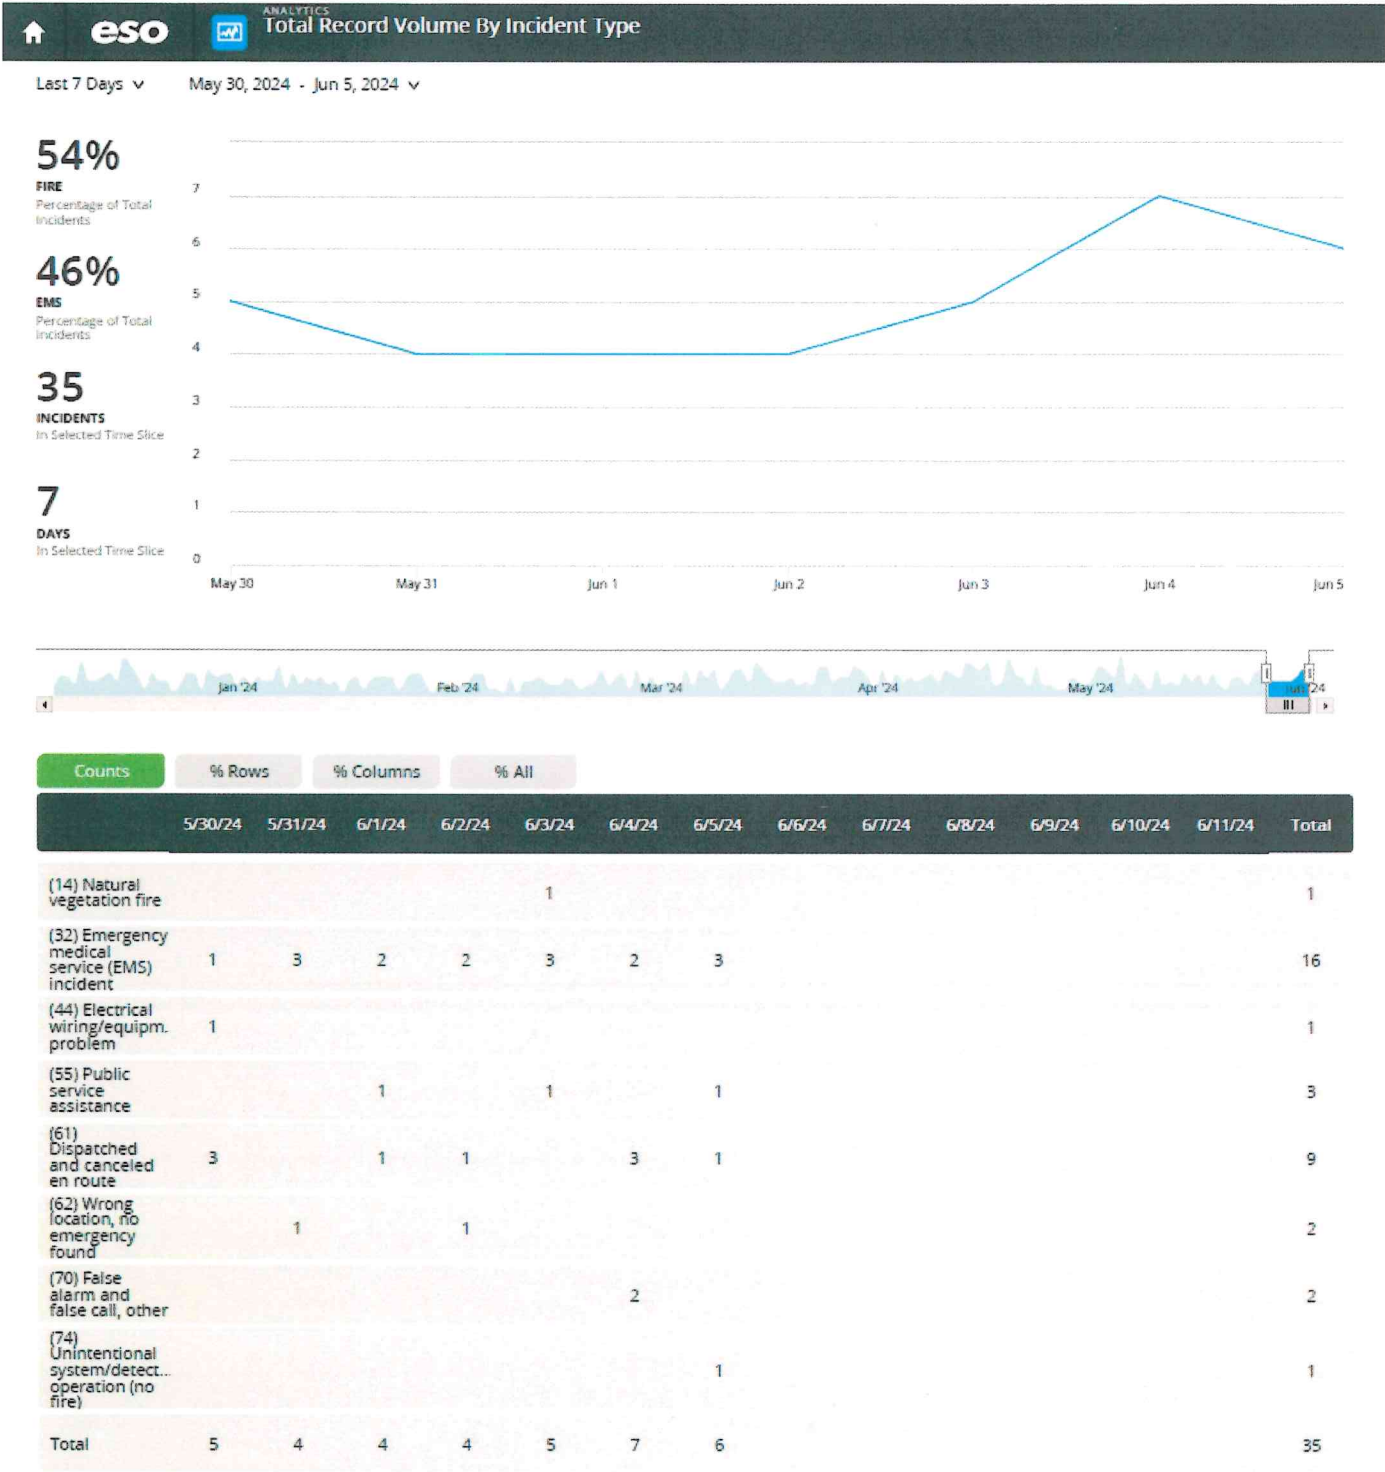 ANALYTICS
eso
Total Record Volume By Incident Type
Last 7 Days
May 30, 2024 - Jun 5, 2024
54%
FIRE
Percentage of Total
Incidents
46%
EMS
Percentage of Total
Incidents
35
INCIDENTS
In Selected Time Slice
7
DAYS
In Selected Time Slice
7
6
5
4
3
2
1
0
May 30 May 31 Jun 1 Jun 2 Jun 3 Jun 4 Jun 5
Jan '24 Feb '24 Mar '24 Apr '24 May '24 Jun '24
Counts % Rows % Columns % All
5/30/24 5/31/24 6/1/24 6/2/24 6/3/24 6/4/24 6/5/24 6/6/24 6/7/24 6/8/24 6/9/24 6/10/24 6/11/24 Total
(14) Natural
vegetation fire
1 1
(32) Emergency
medical
service (EMS)
incident
1 3 2 2 3 2 3 16
(44) Electrical
wiring/equipm.
problem
1 1
(55) Public
service
assistance
1 1 1 3
(61)
Dispatched
and canceled
en route
3 1 1 3 1 9
(62) Wrong
location, no
emergency
found
1 1 2
(70) False
alarm and
false call, other
2 2
(74)
Unintentional
system/detect...
operation (no
fire)
1 1
Total 5 4 4 4 5 7 6 35